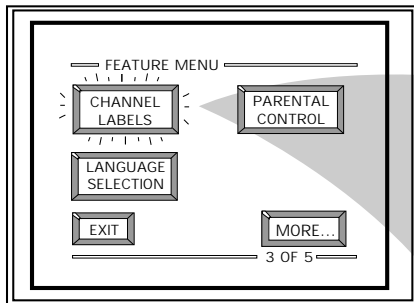 FEATURE MENU
CHANNEL
LABELS
PARENTAL
CONTROL
LANGUAGE
SELECTION
EXIT
MORE...
3 OF 5